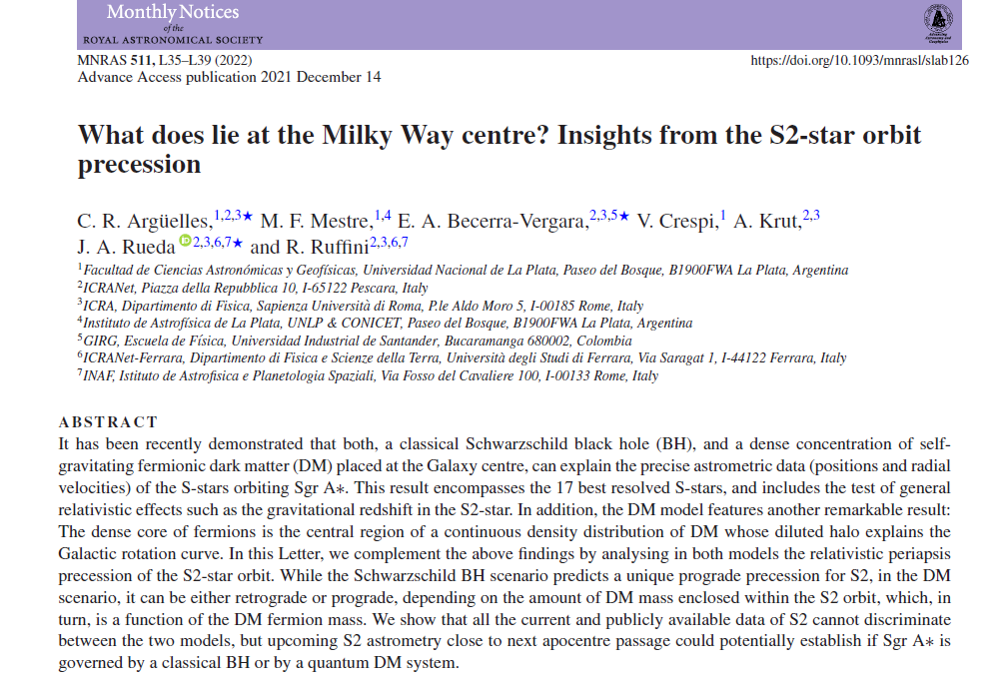 Monthly Notices
of the
ROYAL ASTRONOMICAL SOCIETY
MNRAS 511, L35–L39 (2022)
https://doi.org/10.1093/mnrasl/slab126
Advance Access publication 2021 December 14
What does lie at the Milky Way centre? Insights from the S2-star orbit
precession
C. R. Argüelles,1,2,3★ M. F. Mestre,1,4 E. A. Becerra-Vergara,2,3,5★ V. Crespi,1 A. Krut,2,3
J. A. Rueda iD 2,3,6,7★ and R. Ruffini2,3,6,7
1Facultad de Ciencias Astronómicas y Geofísicas, Universidad Nacional de La Plata, Paseo del Bosque, B1900FWA La Plata, Argentina
2ICRANet, Piazza della Repubblica 10, I-65122 Pescara, Italy
3ICRA, Dipartimento di Fisica, Sapienza Università di Roma, P.le Aldo Moro 5, I-00185 Rome, Italy
4Instituto de Astrofísica de La Plata, UNLP & CONICET, Paseo del Bosque, B1900FWA La Plata, Argentina
5GIRG, Escuela de Física, Universidad Industrial de Santander, Bucaramanga 680002, Colombia
6ICRANet-Ferrara, Dipartimento di Fisica e Scienze della Terra, Università degli Studi di Ferrara, Via Saragat 1, I-44122 Ferrara, Italy
7INAF, Istituto de Astrofisica e Planetologia Spaziali, Via Fosso del Cavaliere 100, I-00133 Rome, Italy
ABSTRACT
It has been recently demonstrated that both, a classical Schwarzschild black hole (BH), and a dense concentration of self-
gravitating fermionic dark matter (DM) placed at the Galaxy centre, can explain the precise astrometric data (positions and radial
velocities) of the S-stars orbiting Sgr A∗. This result encompasses the 17 best resolved S-stars, and includes the test of general
relativistic effects such as the gravitational redshift in the S2-star. In addition, the DM model features another remarkable result:
The dense core of fermions is the central region of a continuous density distribution of DM whose diluted halo explains the
Galactic rotation curve. In this Letter, we complement the above findings by analysing in both models the relativistic periapsis
precession of the S2-star orbit. While the Schwarzschild BH scenario predicts a unique prograde precession for S2, in the DM
scenario, it can be either retrograde or prograde, depending on the amount of DM mass enclosed within the S2 orbit, which, in
turn, is a function of the DM fermion mass. We show that all the current and publicly available data of S2 cannot discriminate
between the two models, but upcoming S2 astrometry close to next apocentre passage could potentially establish if Sgr A∗ is
governed by a classical BH or by a quantum DM system.